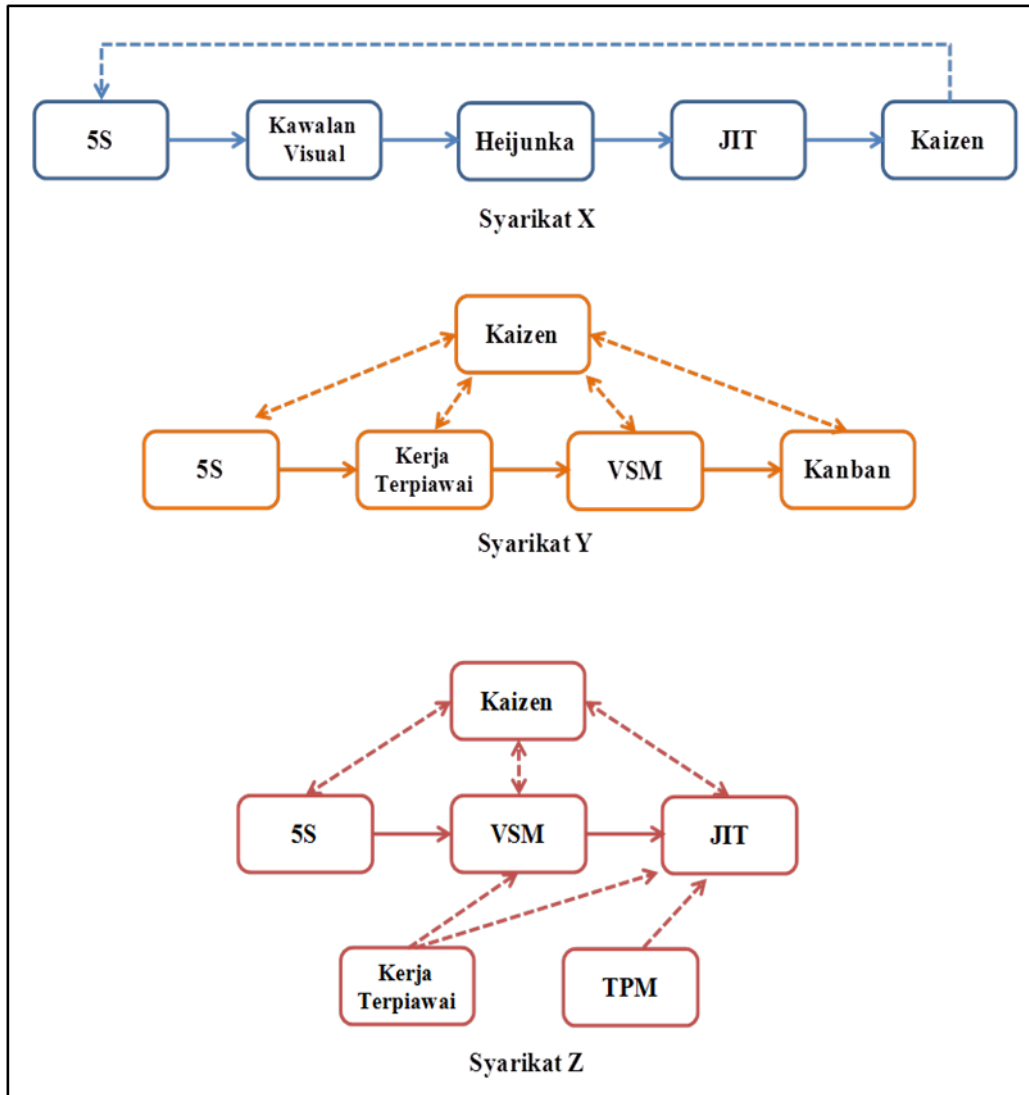 5S
Kawalan
Visual
Heijunka
JIT
Kaizen
Syarikat X
Kaizen
5S
Kerja
Terpiawai
VSM
Kanban
Syarikat Y
Kaizen
5S
VSM
JIT
Kerja
Terpiawai
TPM
Syarikat Z